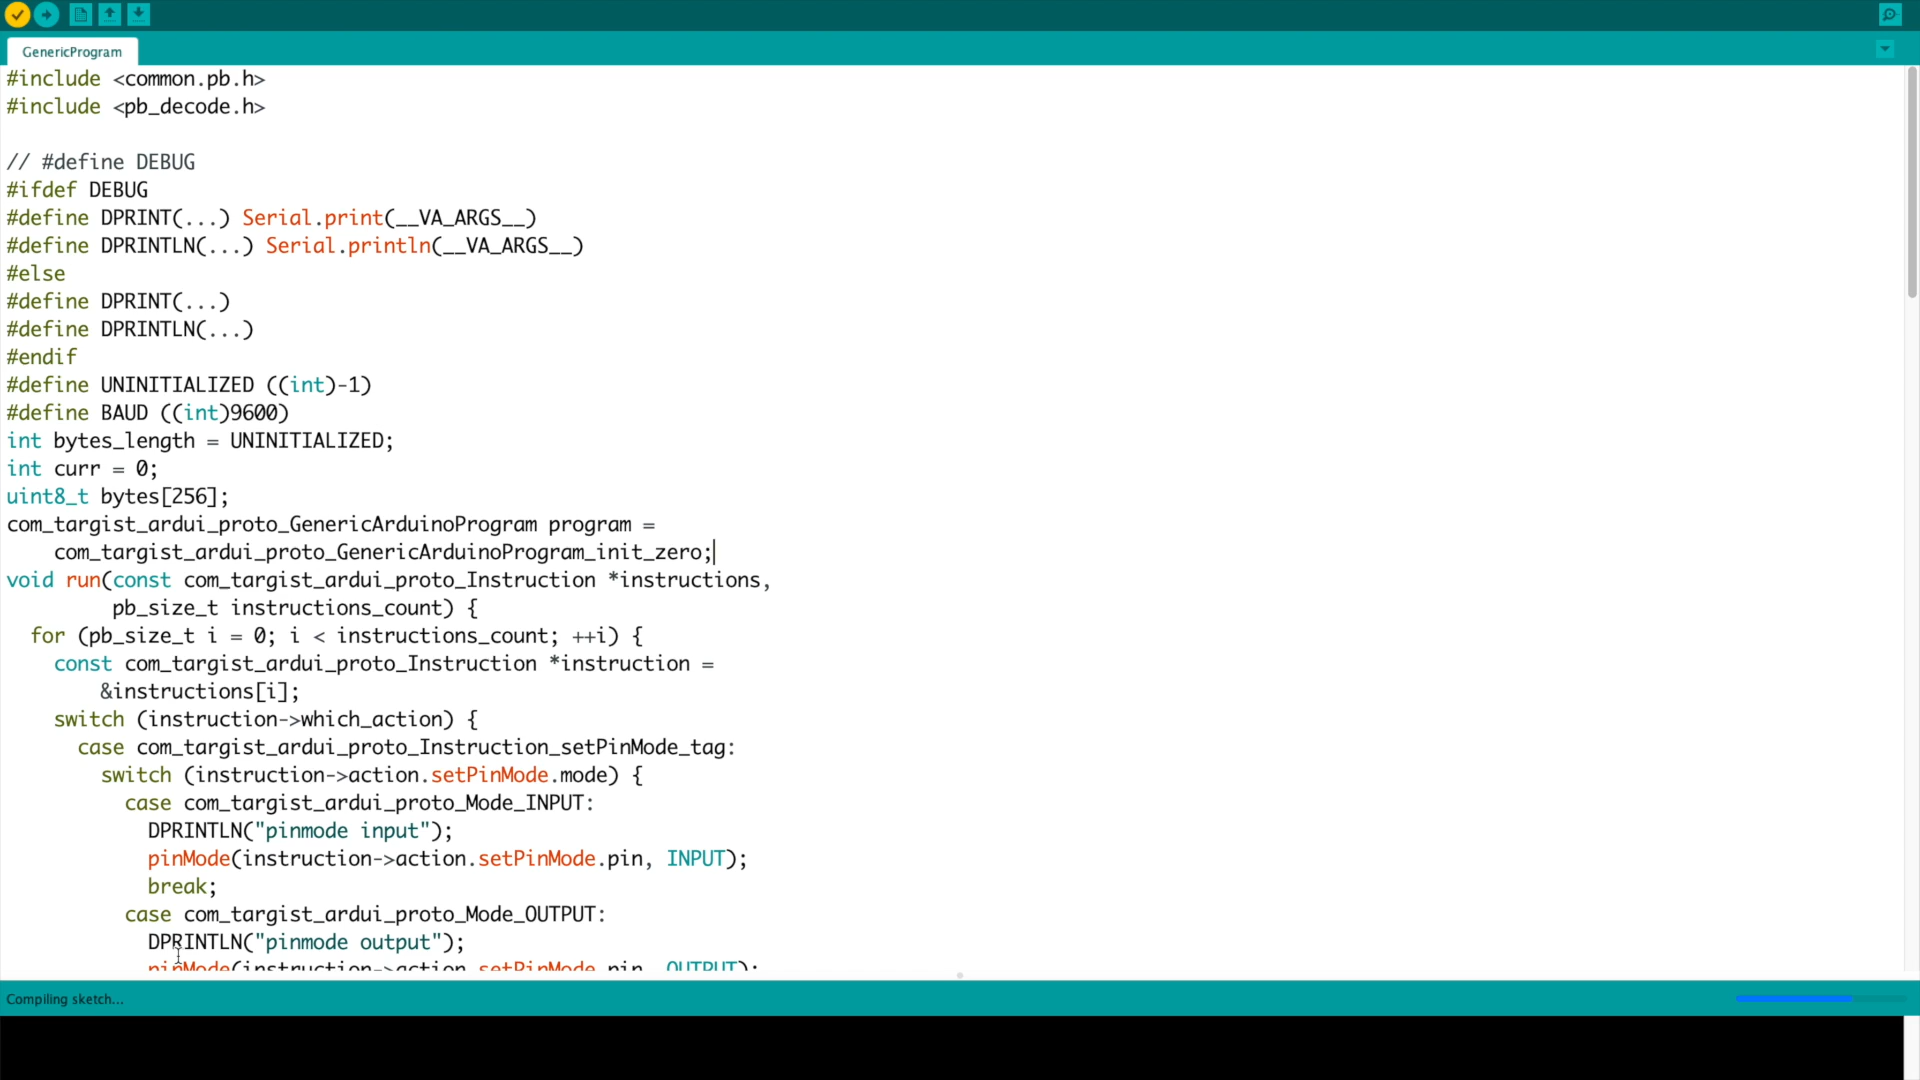 GenericProgram
#include <common.pb.h>
#include <pb_decode.h>
// #define DEBUG
#ifdef DEBUG
#define DPRINT(...) Serial.print(__VA_ARGS__)
#define DPRINTLN(...) Serial.println(__VA_ARGS__)
#else
#define DPRINT(...)
#define DPRINTLN(...)
#endif
#define UNINITIALIZED ((int)-1)
#define BAUD ((int)9600)
int bytes_length = UNINITIALIZED;
int curr = 0;
uint8_t bytes[256];
com_targist_ardui_proto_GenericArduinoProgram program =
    com_targist_ardui_proto_GenericArduinoProgram_init_zero;
void run(const com_targist_ardui_proto_Instruction *instructions,
         pb_size_t instructions_count) {
  for (pb_size_t i = 0; i < instructions_count; ++i) {
    const com_targist_ardui_proto_Instruction *instruction =
        &instructions[i];
    switch (instruction->which_action) {
      case com_targist_ardui_proto_Instruction_setPinMode_tag:
        switch (instruction->action.setPinMode.mode) {
          case com_targist_ardui_proto_Mode_INPUT:
            DPRINTLN("pinmode input");
            pinMode(instruction->action.setPinMode.pin, INPUT);
            break;
          case com_targist_ardui_proto_Mode_OUTPUT:
            DPRINTLN("pinmode output");
            pinMode(instruction->action.setPinMode.pin, OUTPUT);
Compiling sketch...